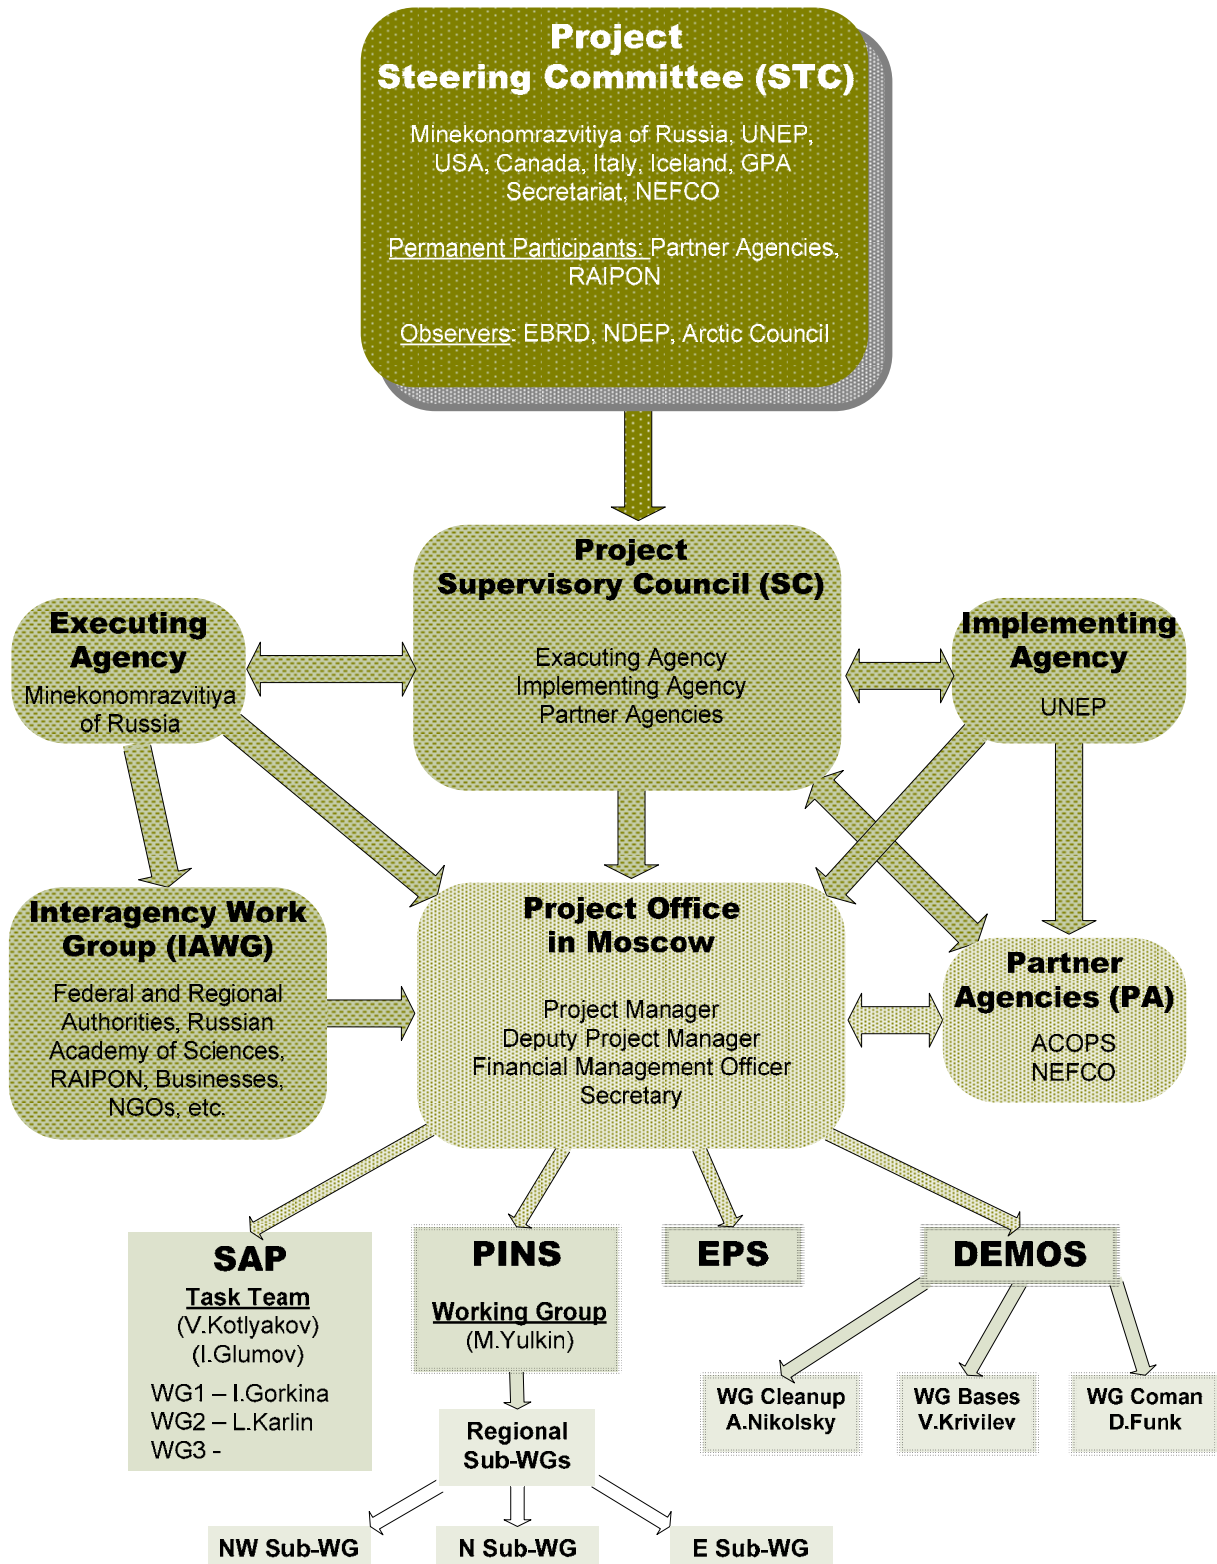 Project
Steering Committee (STC)
Minekonomrazvitiya of Russia, UNEP,
USA, Canada, Italy, Iceland, GPA
Secretariat, NEFCO
Permanent Participants: Partner Agencies,
RAIPON
Observers: EBRD, NDEP, Arctic Council
Project
Supervisory Council (SC)
Exacuting Agency
Implementing Agency
Partner Agencies
Executing
Agency
Minekonomrazvitiya
of Russia
Implementing
Agency
UNEP
Interagency Work
Group (IAWG)
Federal and Regional
Authorities, Russian
Academy of Sciences,
RAIPON, Businesses,
NGOs, etc.
Project Office
in Moscow
Project Manager
Deputy Project Manager
Financial Management Officer
Secretary
Partner
Agencies (PA)
ACOPS
NEFCO
SAP
Task Team
(V.Kotlyakov)
(I.Glumov)
WG1 – I.Gorkina
WG2 – L.Karlin
WG3 -
PINS
Working Group
(M.Yulkin)
EPS
DEMOS
WG Cleanup
A.Nikolsky
WG Bases
V.Krivilev
WG Coman
D.Funk
Regional
Sub-WGs
NW Sub-WG
N Sub-WG
E Sub-WG